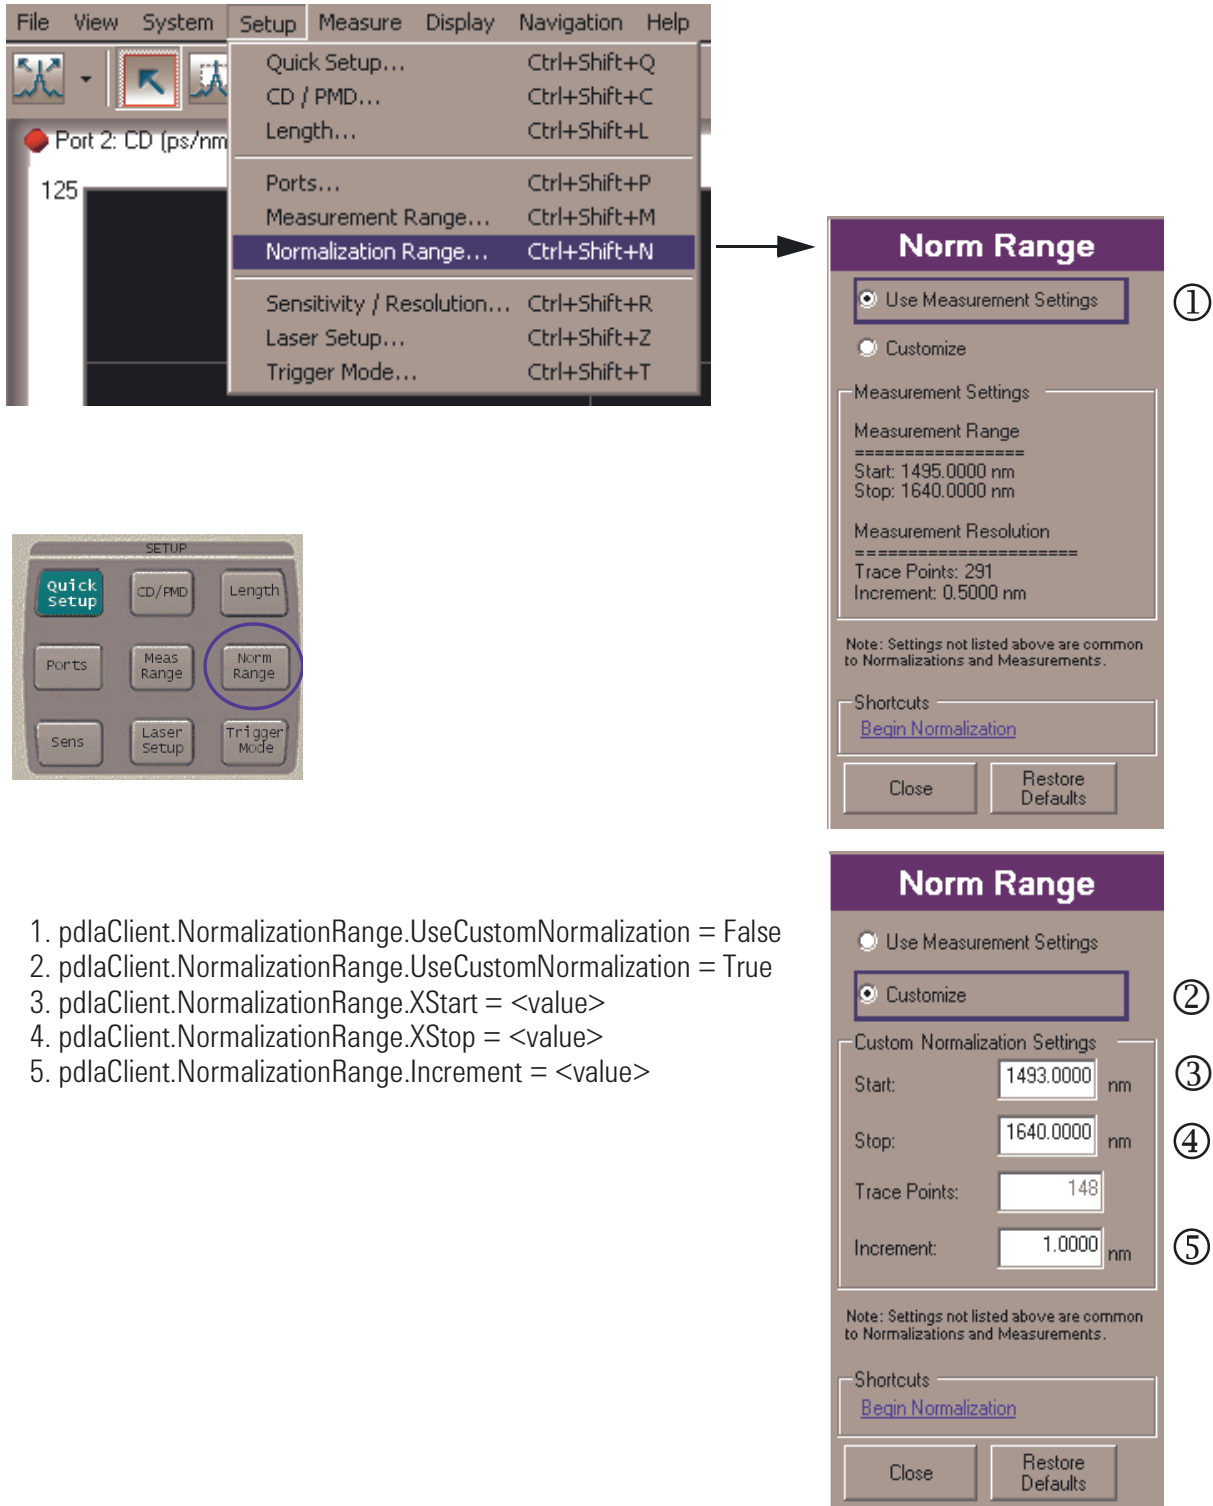 File View System Setup Measure Display Navigation Help
Quick Setup... Ctrl+Shift+Q
CD / PMD... Ctrl+Shift+C
Length... Ctrl+Shift+L
Port 2: CD (ps/nm
125
Ports... Ctrl+Shift+P
Measurement Range... Ctrl+Shift+M
Normalization Range... Ctrl+Shift+N
Sensitivity / Resolution... Ctrl+Shift+R
Laser Setup... Ctrl+Shift+Z
Trigger Mode... Ctrl+Shift+T
Norm Range
Use Measurement Settings ①
Customize
Measurement Settings
Measurement Range
=================
Start: 1495.0000 nm
Stop: 1640.0000 nm
Measurement Resolution
======================
Trace Points: 291
Increment: 0.5000 nm
Note: Settings not listed above are common
to Normalizations and Measurements.
Shortcuts
Begin Normalization
Close
Restore
Defaults
SETUP
Quick
Setup
CD/PMD
Length
Ports
Meas
Range
Norm
Range
Sens
Laser
Setup
Trigger
Mode
1. pdlaClient.NormalizationRange.UseCustomNormalization = False
2. pdlaClient.NormalizationRange.UseCustomNormalization = True
3. pdlaClient.NormalizationRange.XStart = <value>
4. pdlaClient.NormalizationRange.XStop = <value>
5. pdlaClient.NormalizationRange.Increment = <value>
Norm Range
Use Measurement Settings
Customize ②
Custom Normalization Settings
Start: 1493.0000 nm ③
Stop: 1640.0000 nm ④
Trace Points: 148
Increment: 1.0000 nm ⑤
Note: Settings not listed above are common
to Normalizations and Measurements.
Shortcuts
Begin Normalization
Close
Restore
Defaults